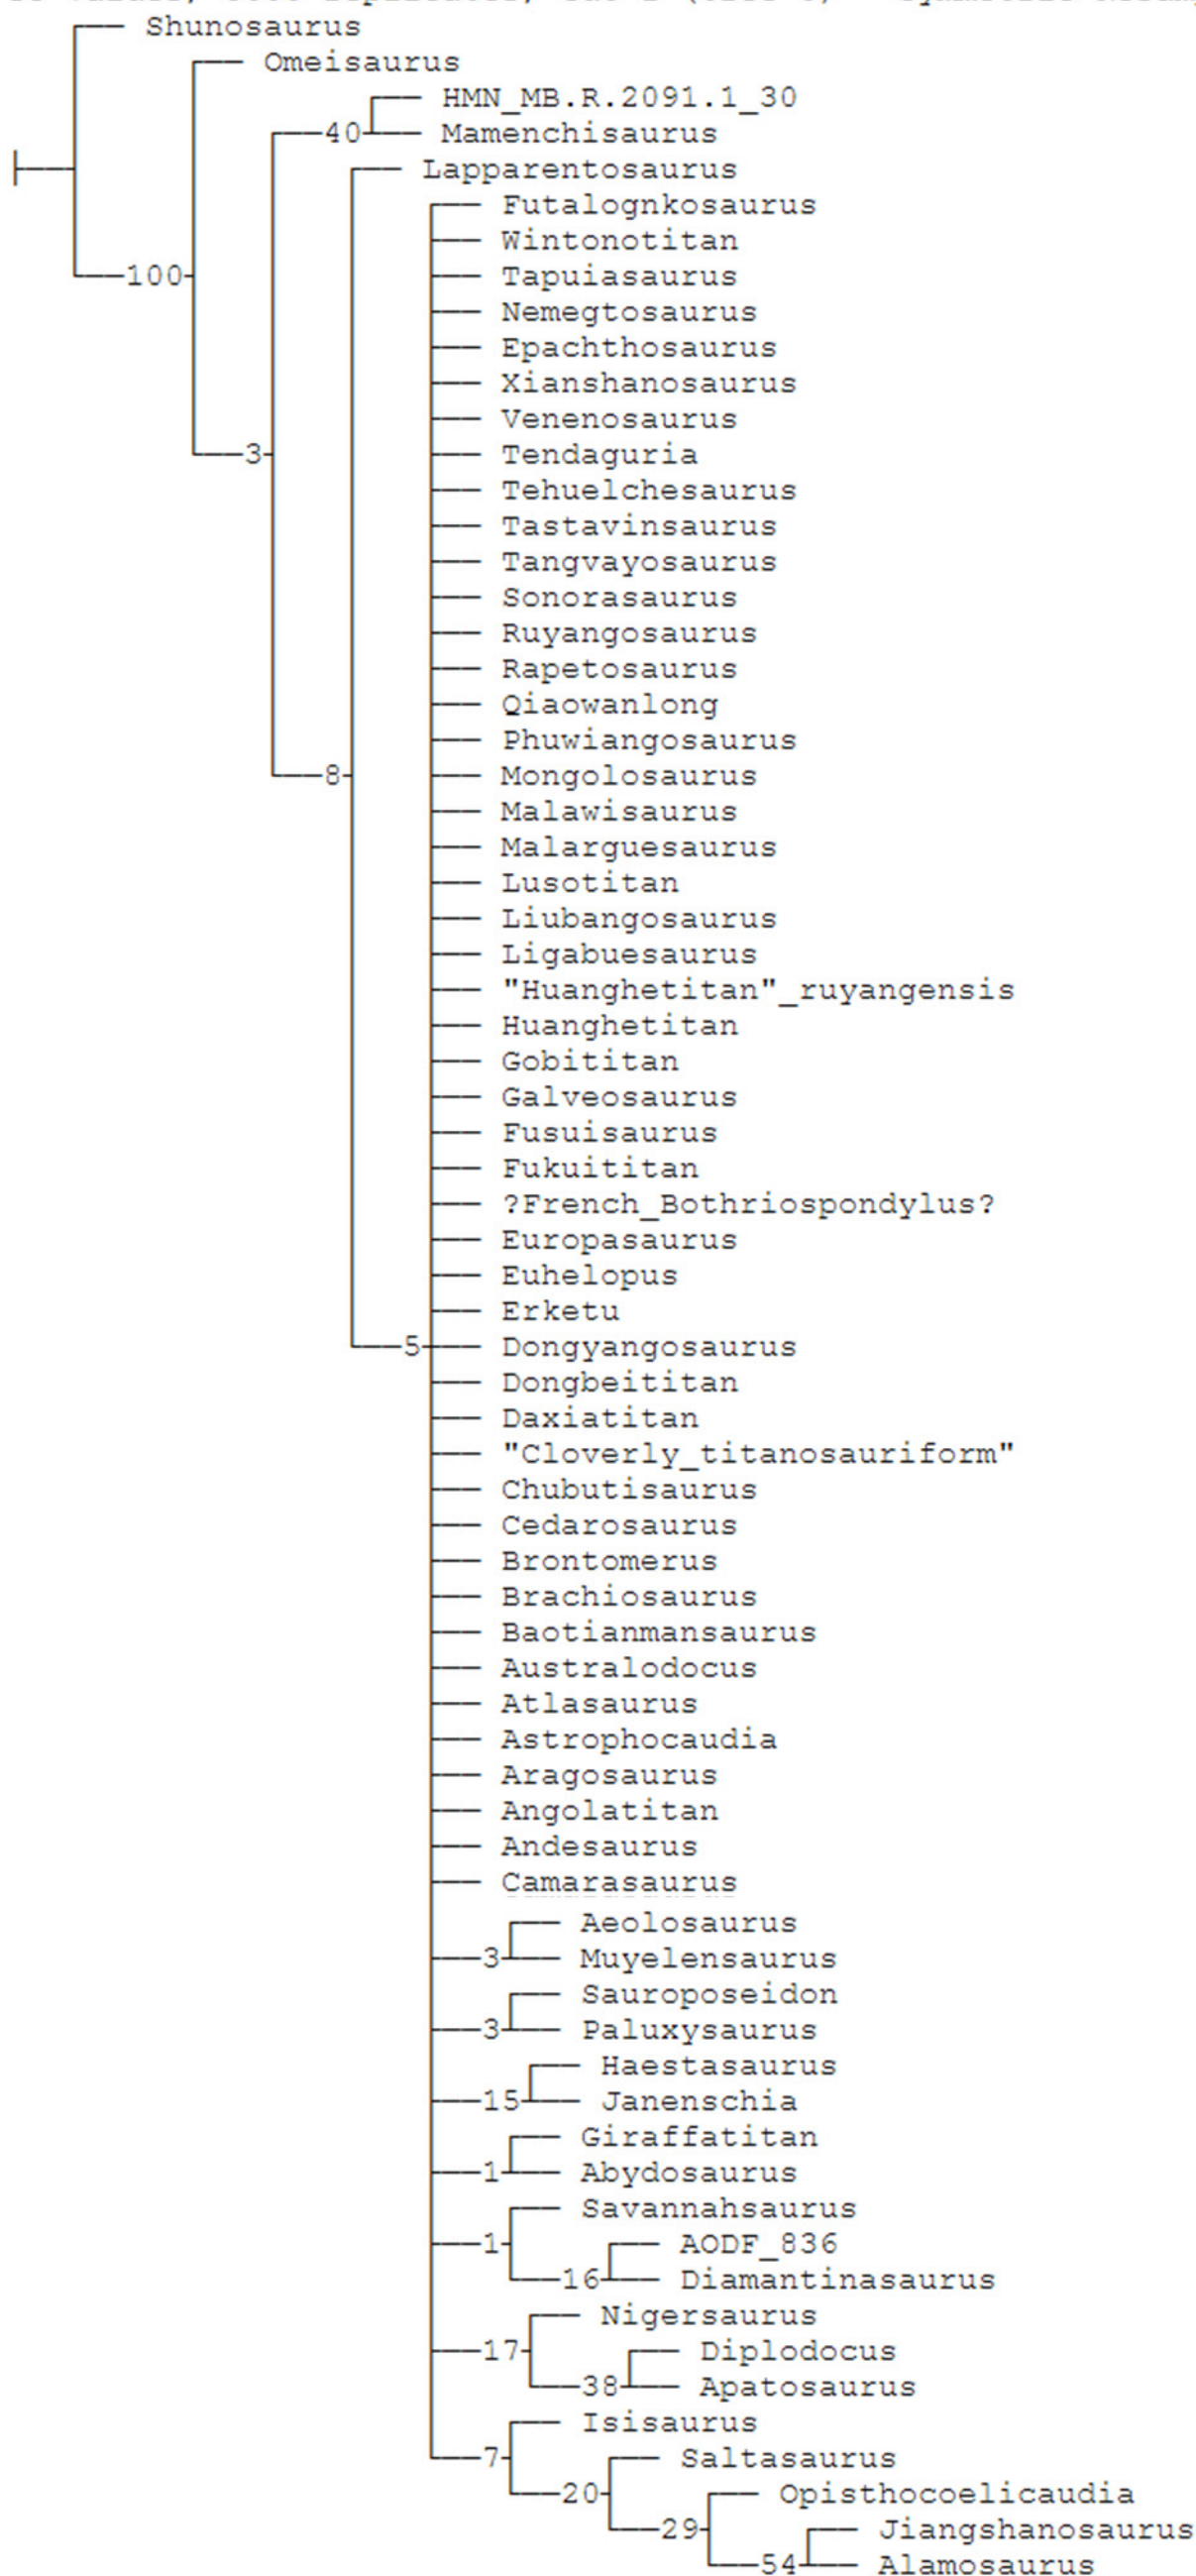 Shunosaurus
Omeisaurus
HMN_MB.R.2091.1_30
40 Mamenchisaurus
Lapparentosaurus
Futalognkosaurus
Wintonotitan
100 Tapuiasaurus
Nemegtosaurus
Epachthosaurus
Xianshanosaurus
Venenosaurus
3 Tendaguria
Tehuelchesaurus
Tastavinsaurus
Tangvayosaurus
Sonorasaurus
Ruyangosaurus
Rapetosaurus
Qiaowanlong
Phuwiangosaurus
8 Mongolosaurus
Malawisaurus
Malarguesaurus
Lusotitan
Liubangosaurus
Ligabuesaurus
"Huanghetitan"_ruyangensis
Huanghetitan
Gobititan
Galveosaurus
Fusuisaurus
Fukuititan
?French_Bothriospondylus?
Europasaurus
Euhelopus
Erketu
5 Dongyangosaurus
Dongbeititan
Daxiatitan
"Cloverly_titanosauriform"
Chubutisaurus
Cedarosaurus
Brontomerus
Brachiosaurus
Baotianmansaurus
Australodocus
Atlasaurus
Astrophocaudia
Aragosaurus
Angolatitan
Andesaurus
Camarasaurus
Aeolosaurus
3 Muyelensaurus
Sauroposeidon
3 Paluxysaurus
Haestasaurus
15 Janenschia
Giraffatitan
1 Abydosaurus
Savannahsaurus
1 AODF_836
16 Diamantinasaurus
Nigersaurus
17 Diplodocus
38 Apatosaurus
Isisaurus
7 Saltasaurus
20 Opisthocoelicaudia
29 Jiangshanosaurus
54 Alamosaurus